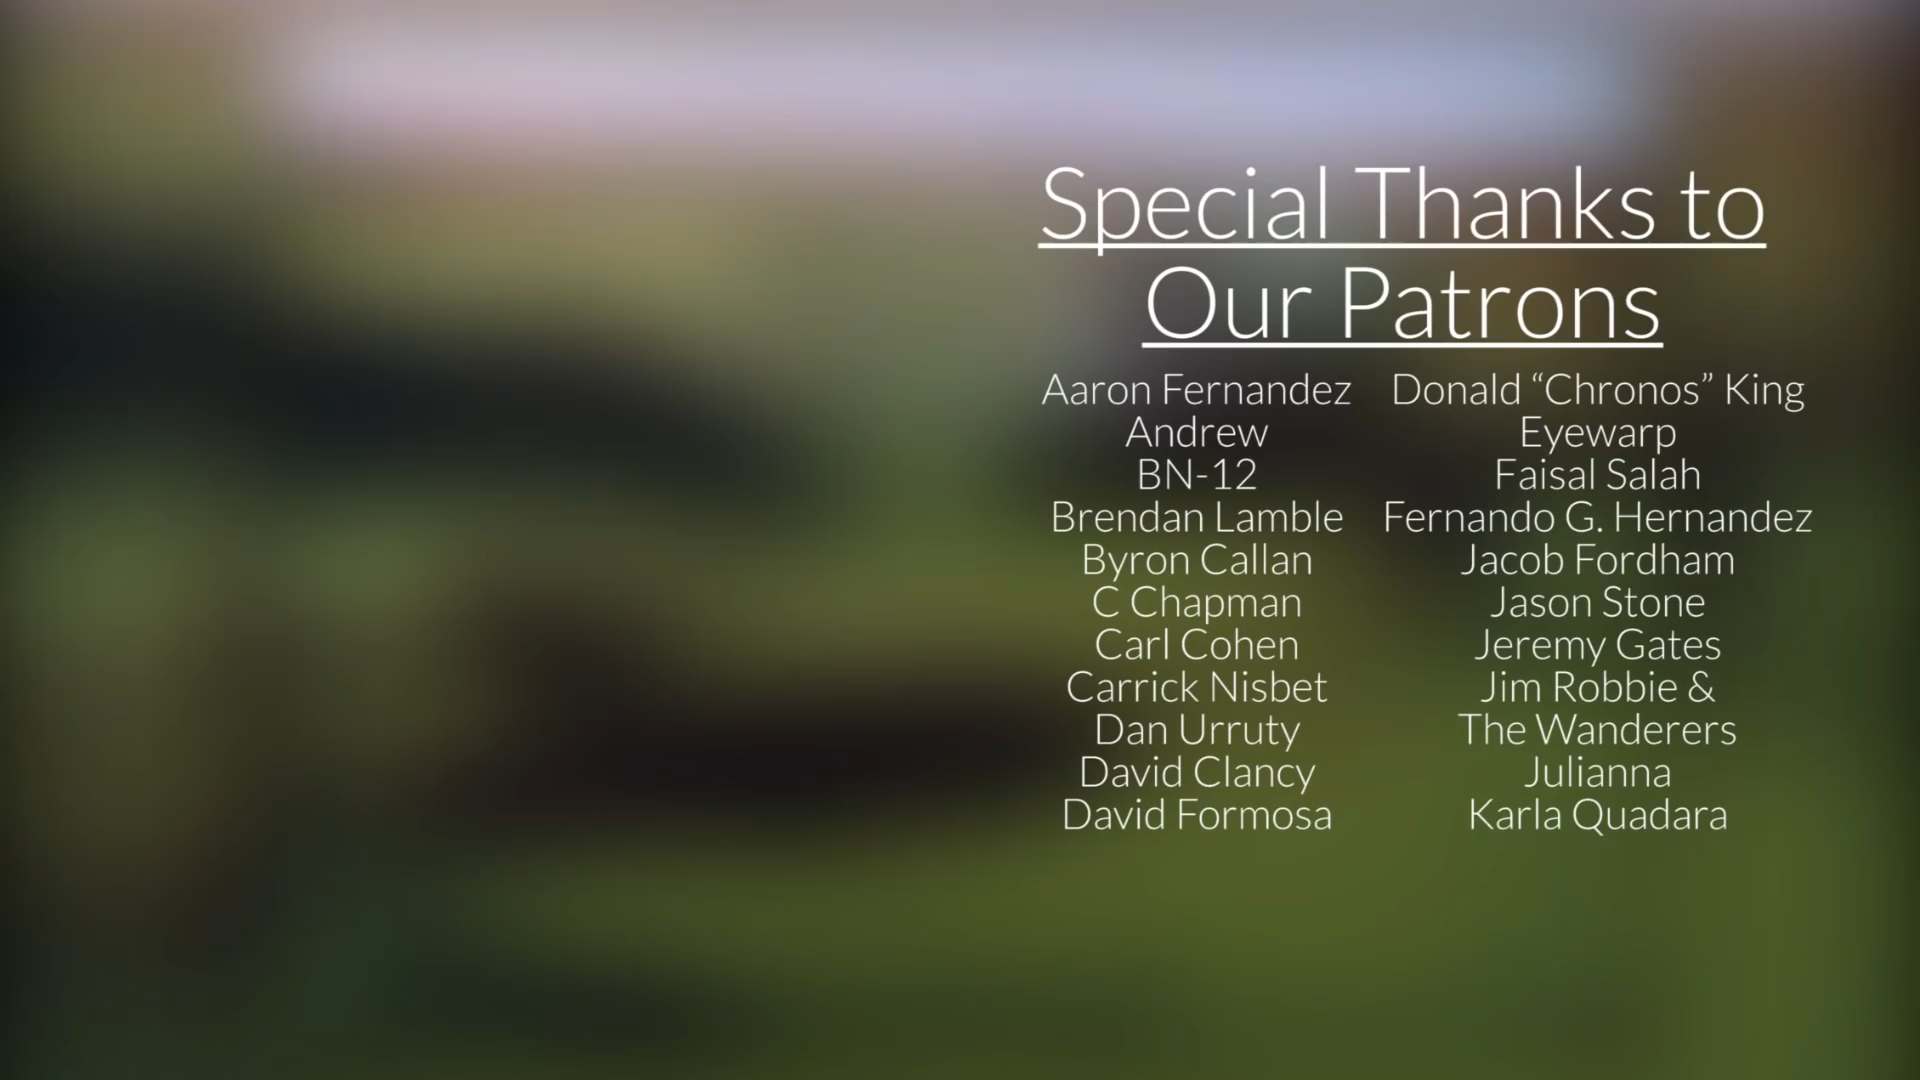 Special Thanks to
Our Patrons
Aaron Fernandez
Andrew
BN-12
Brendan Lamble
Byron Callan
C Chapman
Carl Cohen
Carrick Nisbet
Dan Urruty
David Clancy
David Formosa
Donald “Chronos” King
Eyewarp
Faisal Salah
Fernando G. Hernandez
Jacob Fordham
Jason Stone
Jeremy Gates
Jim Robbie &
The Wanderers
Julianna
Karla Quadara